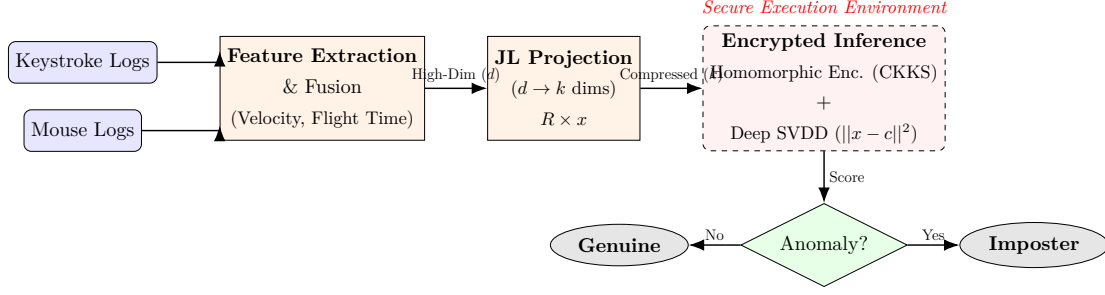 Secure Execution Environment
Keystroke Logs
Mouse Logs
Feature Extraction
& Fusion
(Velocity, Flight Time)
High-Dim (d)
JL Projection
(d → k dims)
R × x
Compressed (k)
Encrypted Inference
Homomorphic Enc. (CKKS)
+
Deep SVDD (||x − c||²)
Score
Anomaly?
No
Genuine
Yes
Imposter